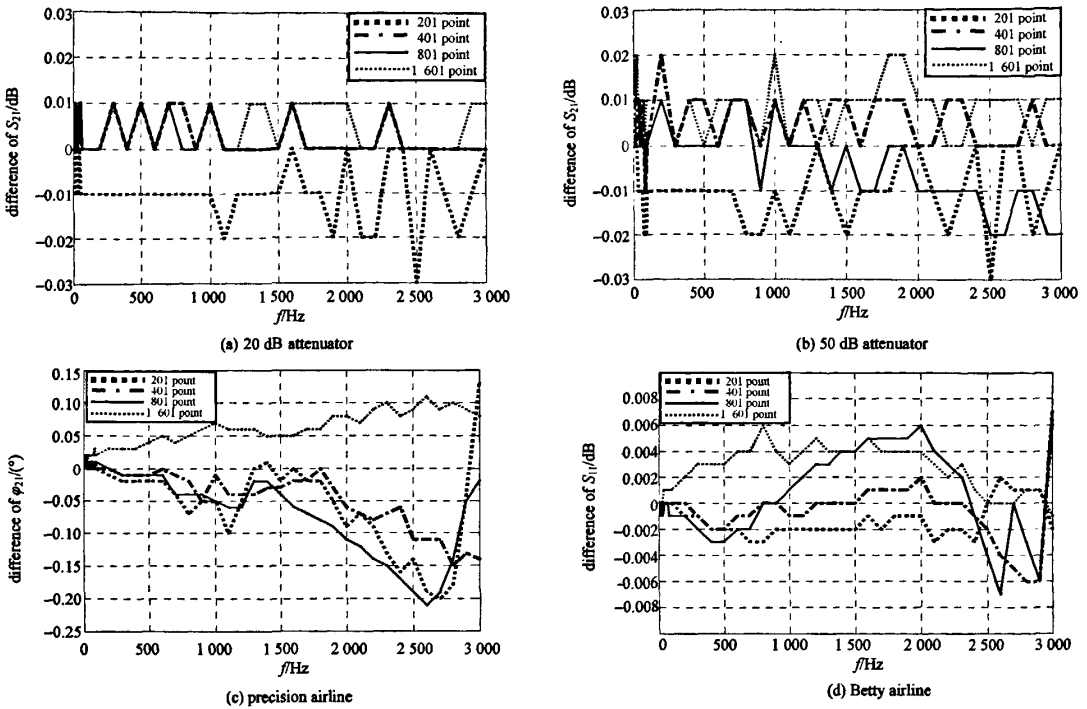 0.03
0.02
0.01
0
−0.01
−0.02
−0.03
difference of S21/dB
201 point
401 point
801 point
1 601 point
0 500 1 000 1 500 2 000 2 500 3 000
f/Hz
(a) 20 dB attenuator
0.03
0.02
0.01
0
−0.01
−0.02
−0.03
difference of S21/dB
201 point
401 point
801 point
1 601 point
0 500 1 000 1 500 2 000 2 500 3 000
f/Hz
(b) 50 dB attenuator
0.15
0.10
0.05
0
−0.05
−0.10
−0.15
−0.20
−0.25
difference of φ21/(°)
201 point
401 point
801 point
1 601 point
0 500 1 000 1 500 2 000 2 500 3 000
f/Hz
(c) precision airline
0.008
0.006
0.004
0.002
0
−0.002
−0.004
−0.006
−0.008
difference of S11/dB
201 point
401 point
801 point
1 601 point
0 500 1 000 1 500 2 000 2 500 3 000
f/Hz
(d) Betty airline